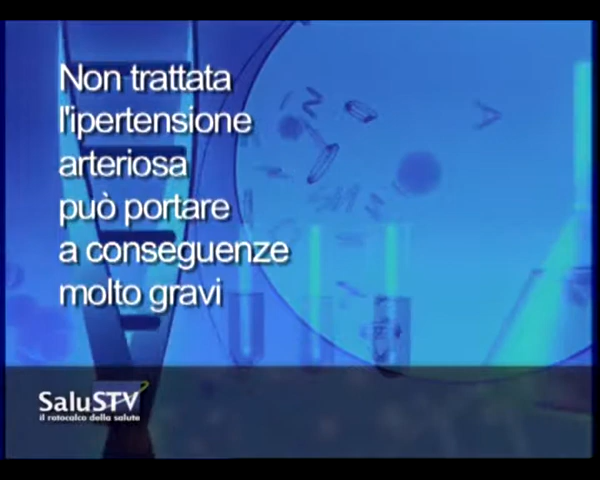 Non trattata
l'ipertensione
arteriosa
può portare
a conseguenze
molto gravi
SaluSTV
il rotocalco della salute